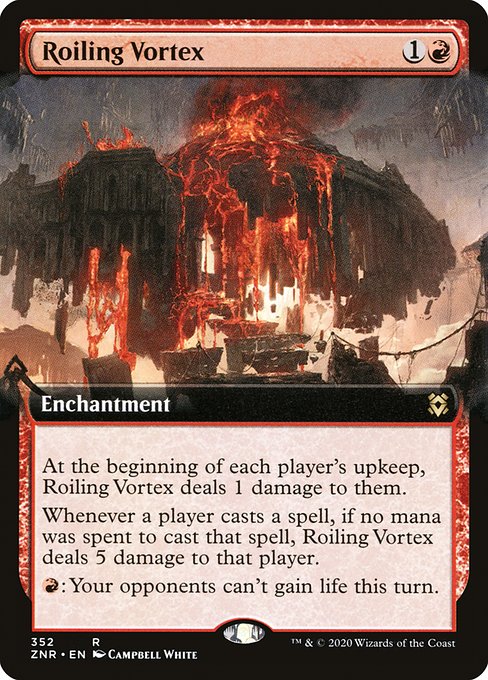 Roiling Vortex 1
Enchantment
At the beginning of each player's upkeep,
Roiling Vortex deals 1 damage to them.
Whenever a player casts a spell, if no mana
was spent to cast that spell, Roiling Vortex
deals 5 damage to that player.
: Your opponents can't gain life this turn.
352 R
ZNR • EN CAMPBELL WHITE
™ & © 2020 Wizards of the Coast